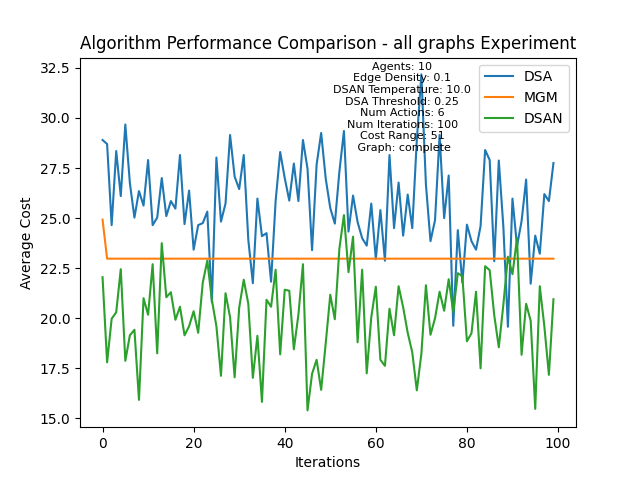 Algorithm Performance Comparison - all graphs Experiment
Agents: 10
Edge Density: 0.1
DSAN Temperature: 10.0
DSA Threshold: 0.25
Num Actions: 6
Num Iterations: 100
Cost Range: 51
Graph: complete
DSA
MGM
DSAN
Average Cost
32.5
30.0
27.5
25.0
22.5
20.0
17.5
15.0
0 20 40 60 80 100
Iterations